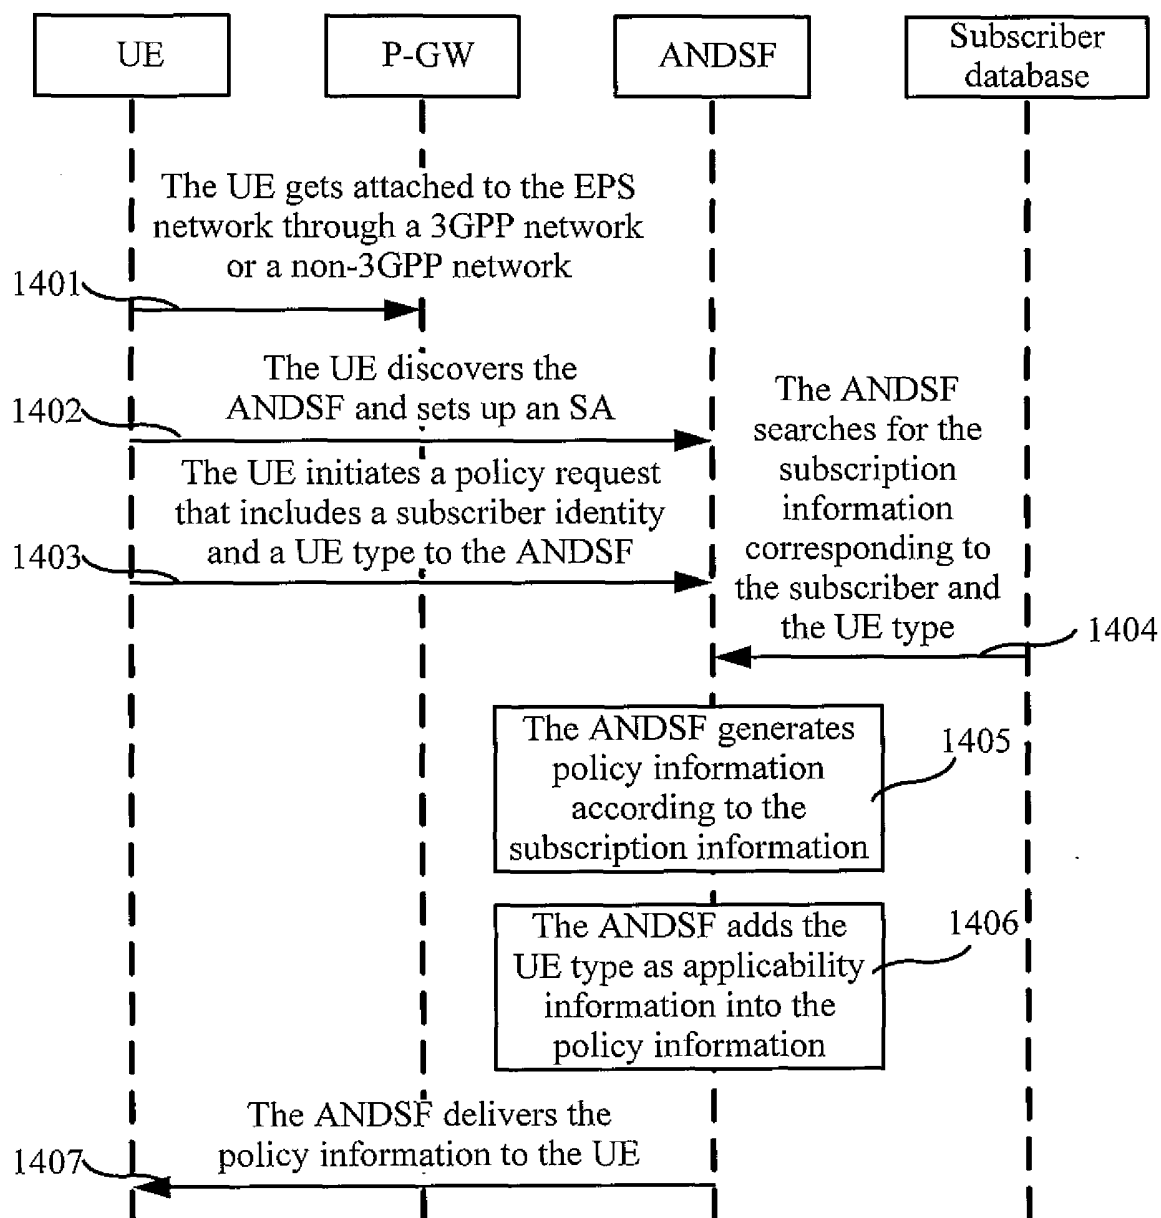 UE
P-GW
ANDSF
Subscriber
database
The UE gets attached to the EPS
network through a 3GPP network
or a non-3GPP network
1401
The UE discovers the
ANDSF and sets up an SA
1402
The UE initiates a policy request
that includes a subscriber identity
and a UE type to the ANDSF
1403
The ANDSF
searches for the
subscription
information
corresponding to
the subscriber and
the UE type
1404
The ANDSF generates
policy information
according to the
subscription information
1405
The ANDSF adds the
UE type as applicability
information into the
policy information
1406
The ANDSF delivers the
policy information to the UE
1407